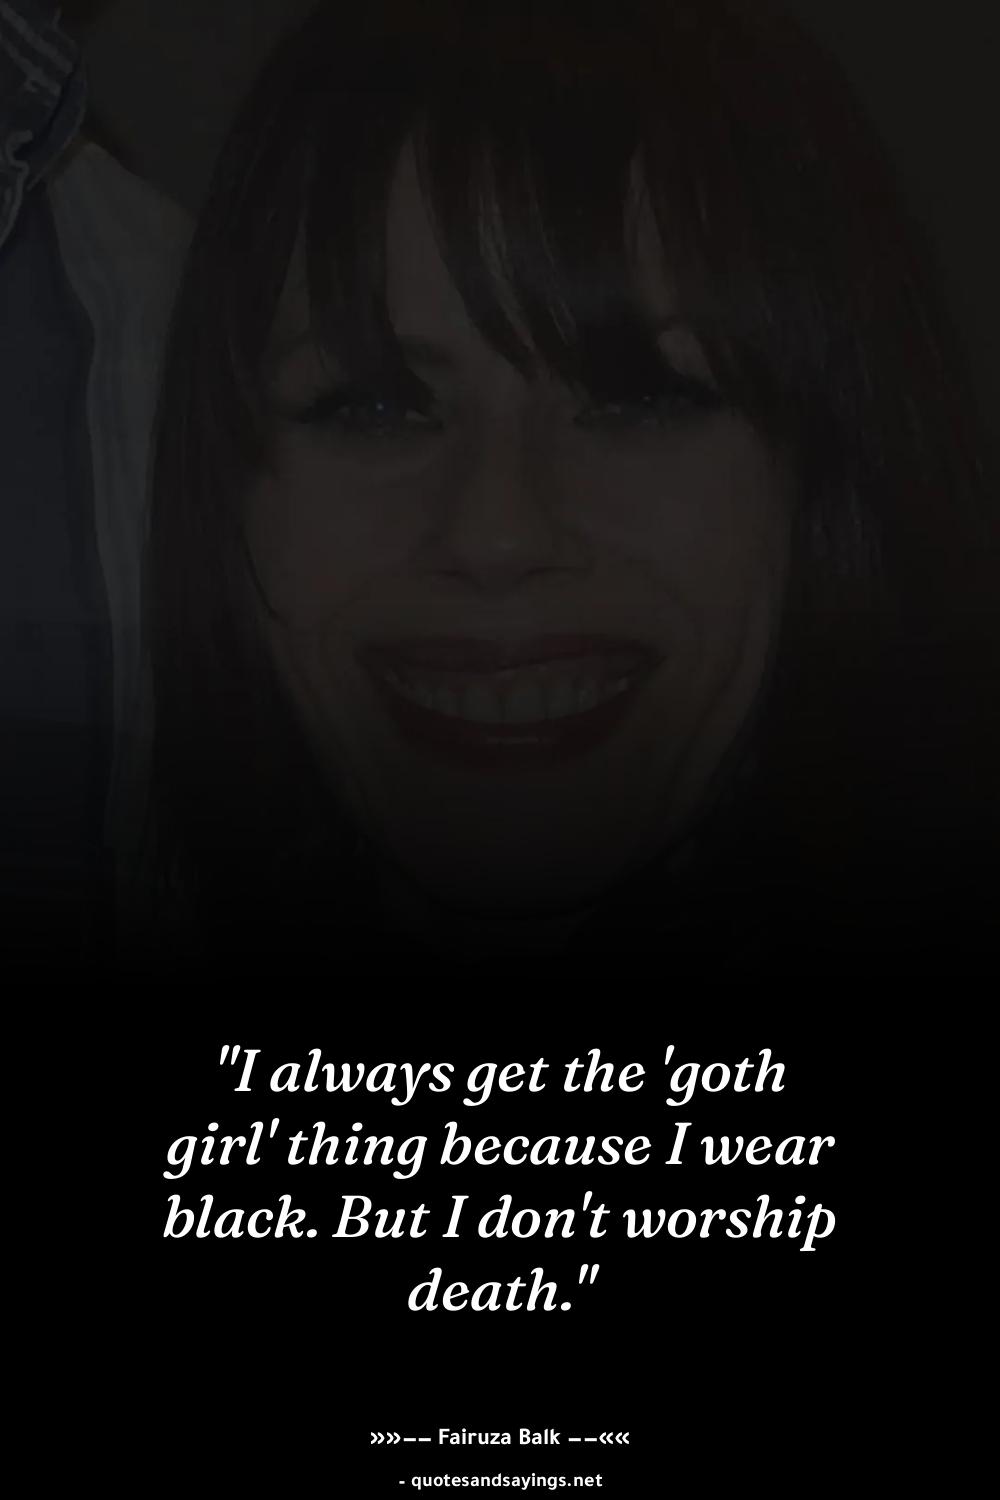 "I always get the 'goth
girl' thing because I wear
black. But I don't worship
death."
»»−− Fairuza Balk −−««
- quotesandsayings.net